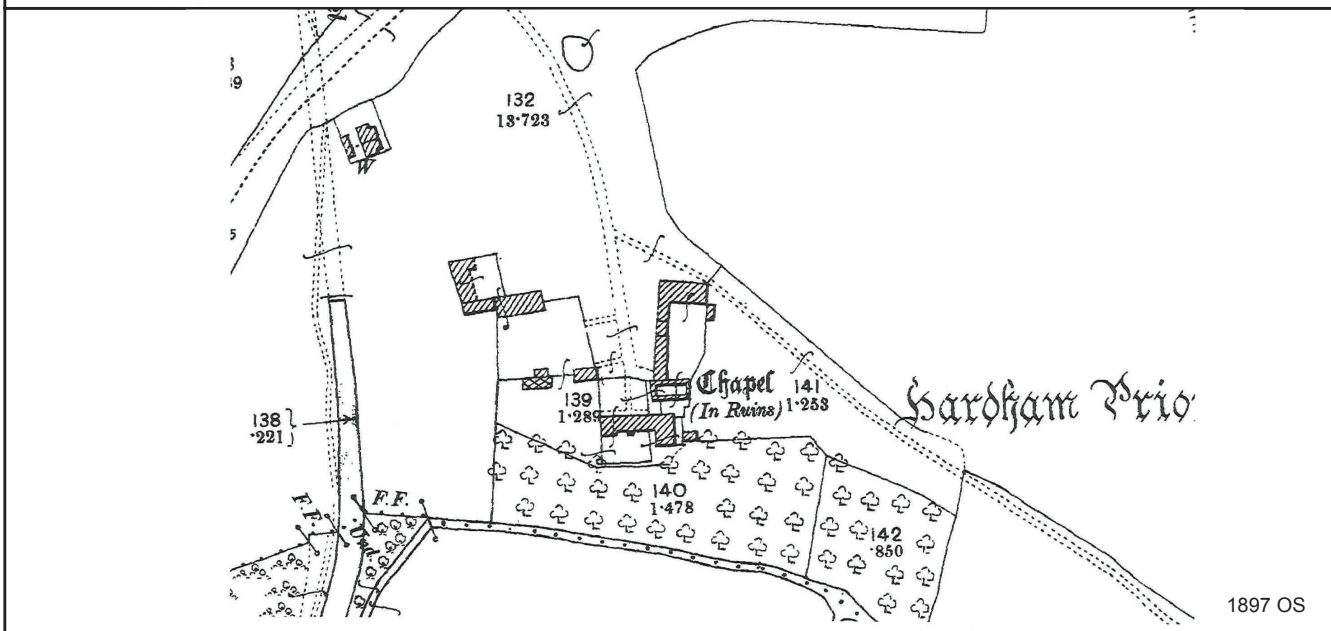 132
13·723
Chapel
(In Ruins)
141
1·253
Hardham Prio
139
1·289
138
·221
140
1·478
142
·850
F.F.
F.F.
1897 OS